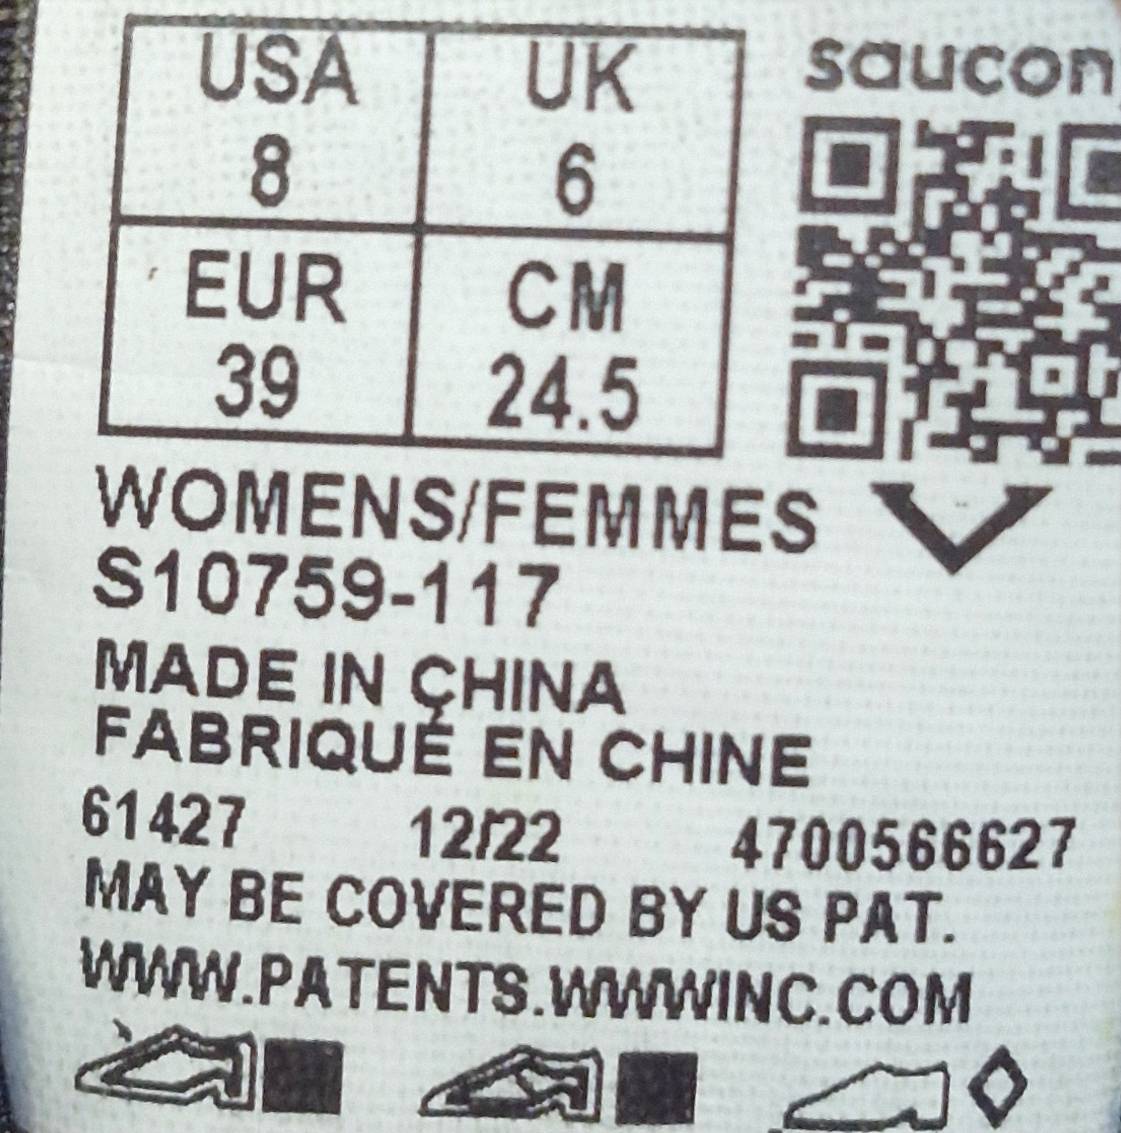 USA UK
8 6
EUR CM
39 24.5
saucon
WOMENS/FEMMES
S10759-117
MADE IN CHINA
FABRIQUÉ EN CHINE
61427 12/22 4700566627
MAY BE COVERED BY US PAT.
WWW.PATENTS.WWWINC.COM